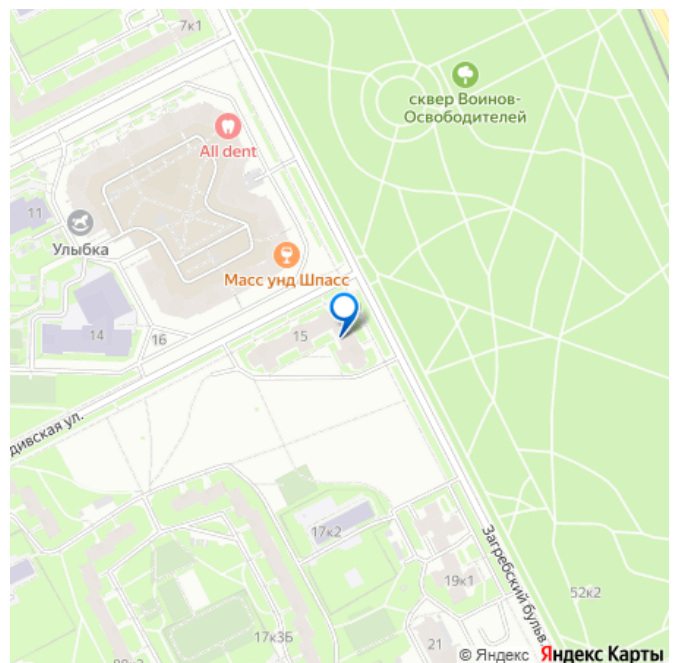 7к1
сквер Воинов-
Освободителей
All dent
11
Улыбка
Масс унд Шпасс
14
16
15
дивская ул.
17к2
Загребский бульв
19к1
52к2
17к3Б
21
© Яндекс Яндекс Карты